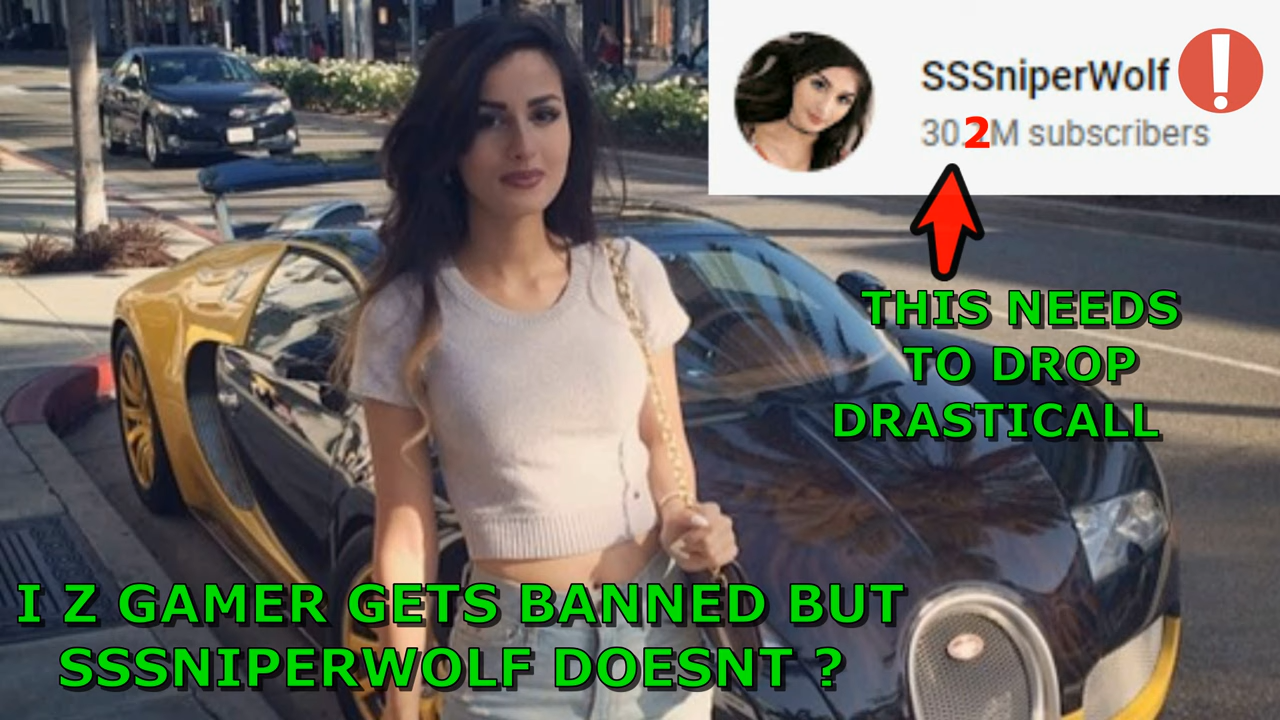 SSSniperWolf
30.2M subscribers
THIS NEEDS
TO DROP
DRASTICALL
I Z GAMER GETS BANNED BUT
SSSNIPERWOLF DOESNT ?